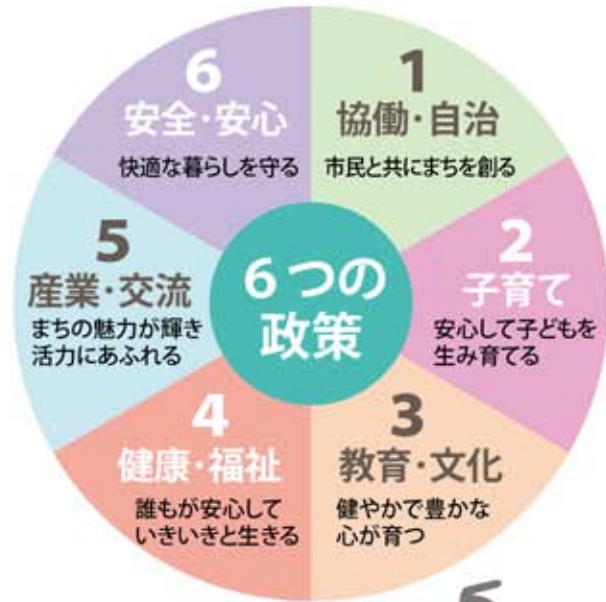 6つの
政策
1
協働・自治
市民と共にまちを創る
2
子育て
安心して子どもを
生み育てる
3
教育・文化
健やかで豊かな
心が育つ
4
健康・福祉
誰もが安心して
いきいきと生きる
5
産業・交流
まちの魅力が輝き
活力にあふれる
6
安全・安心
快適な暮らしを守る